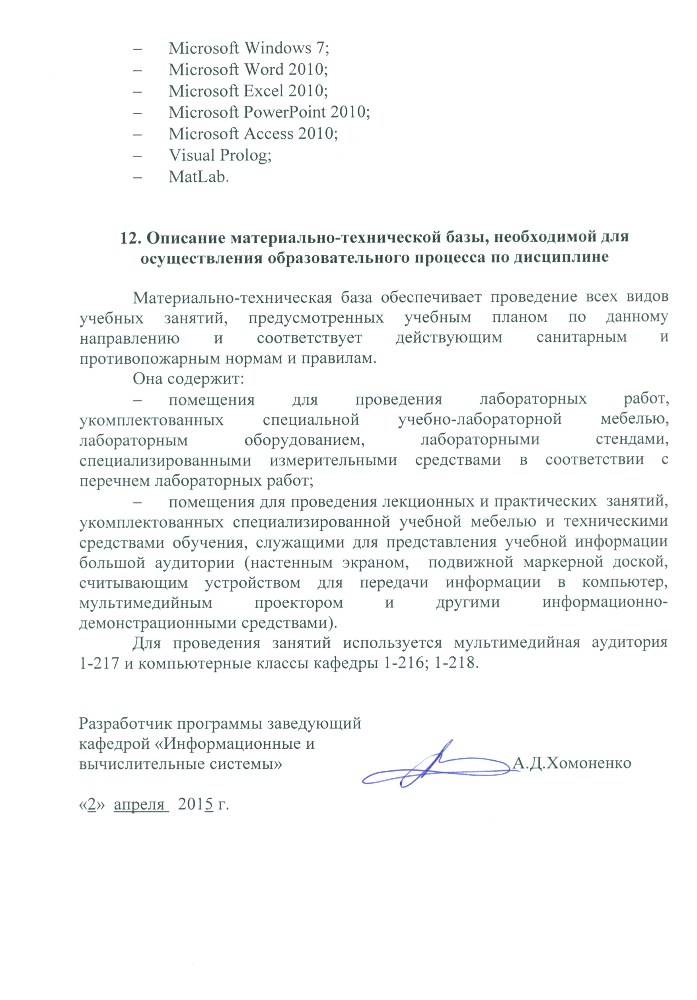 – Microsoft Windows 7;
– Microsoft Word 2010;
– Microsoft Excel 2010;
– Microsoft PowerPoint 2010;
– Microsoft Access 2010;
– Visual Prolog;
– MatLab.
12. Описание материально-технической базы, необходимой для
осуществления образовательного процесса по дисциплине
Материально-техническая база обеспечивает проведение всех видов
учебных занятий, предусмотренных учебным планом по данному
направлению и соответствует действующим санитарным и
противопожарным нормам и правилам.
Она содержит:
– помещения для проведения лабораторных работ,
укомплектованных специальной учебно-лабораторной мебелью,
лабораторным оборудованием, лабораторными стендами,
специализированными измерительными средствами в соответствии с
перечнем лабораторных работ;
– помещения для проведения лекционных и практических занятий,
укомплектованных специализированной учебной мебелью и техническими
средствами обучения, служащими для представления учебной информации
большой аудитории (настенным экраном, подвижной маркерной доской,
считывающим устройством для передачи информации в компьютер,
мультимедийным проектором и другими информационно-
демонстрационными средствами).
Для проведения занятий используется мультимедийная аудитория
1-217 и компьютерные классы кафедры 1-216; 1-218.
Разработчик программы заведующий
кафедрой «Информационные и
вычислительные системы» А.Д.Хомоненко
«2» апреля 2015 г.